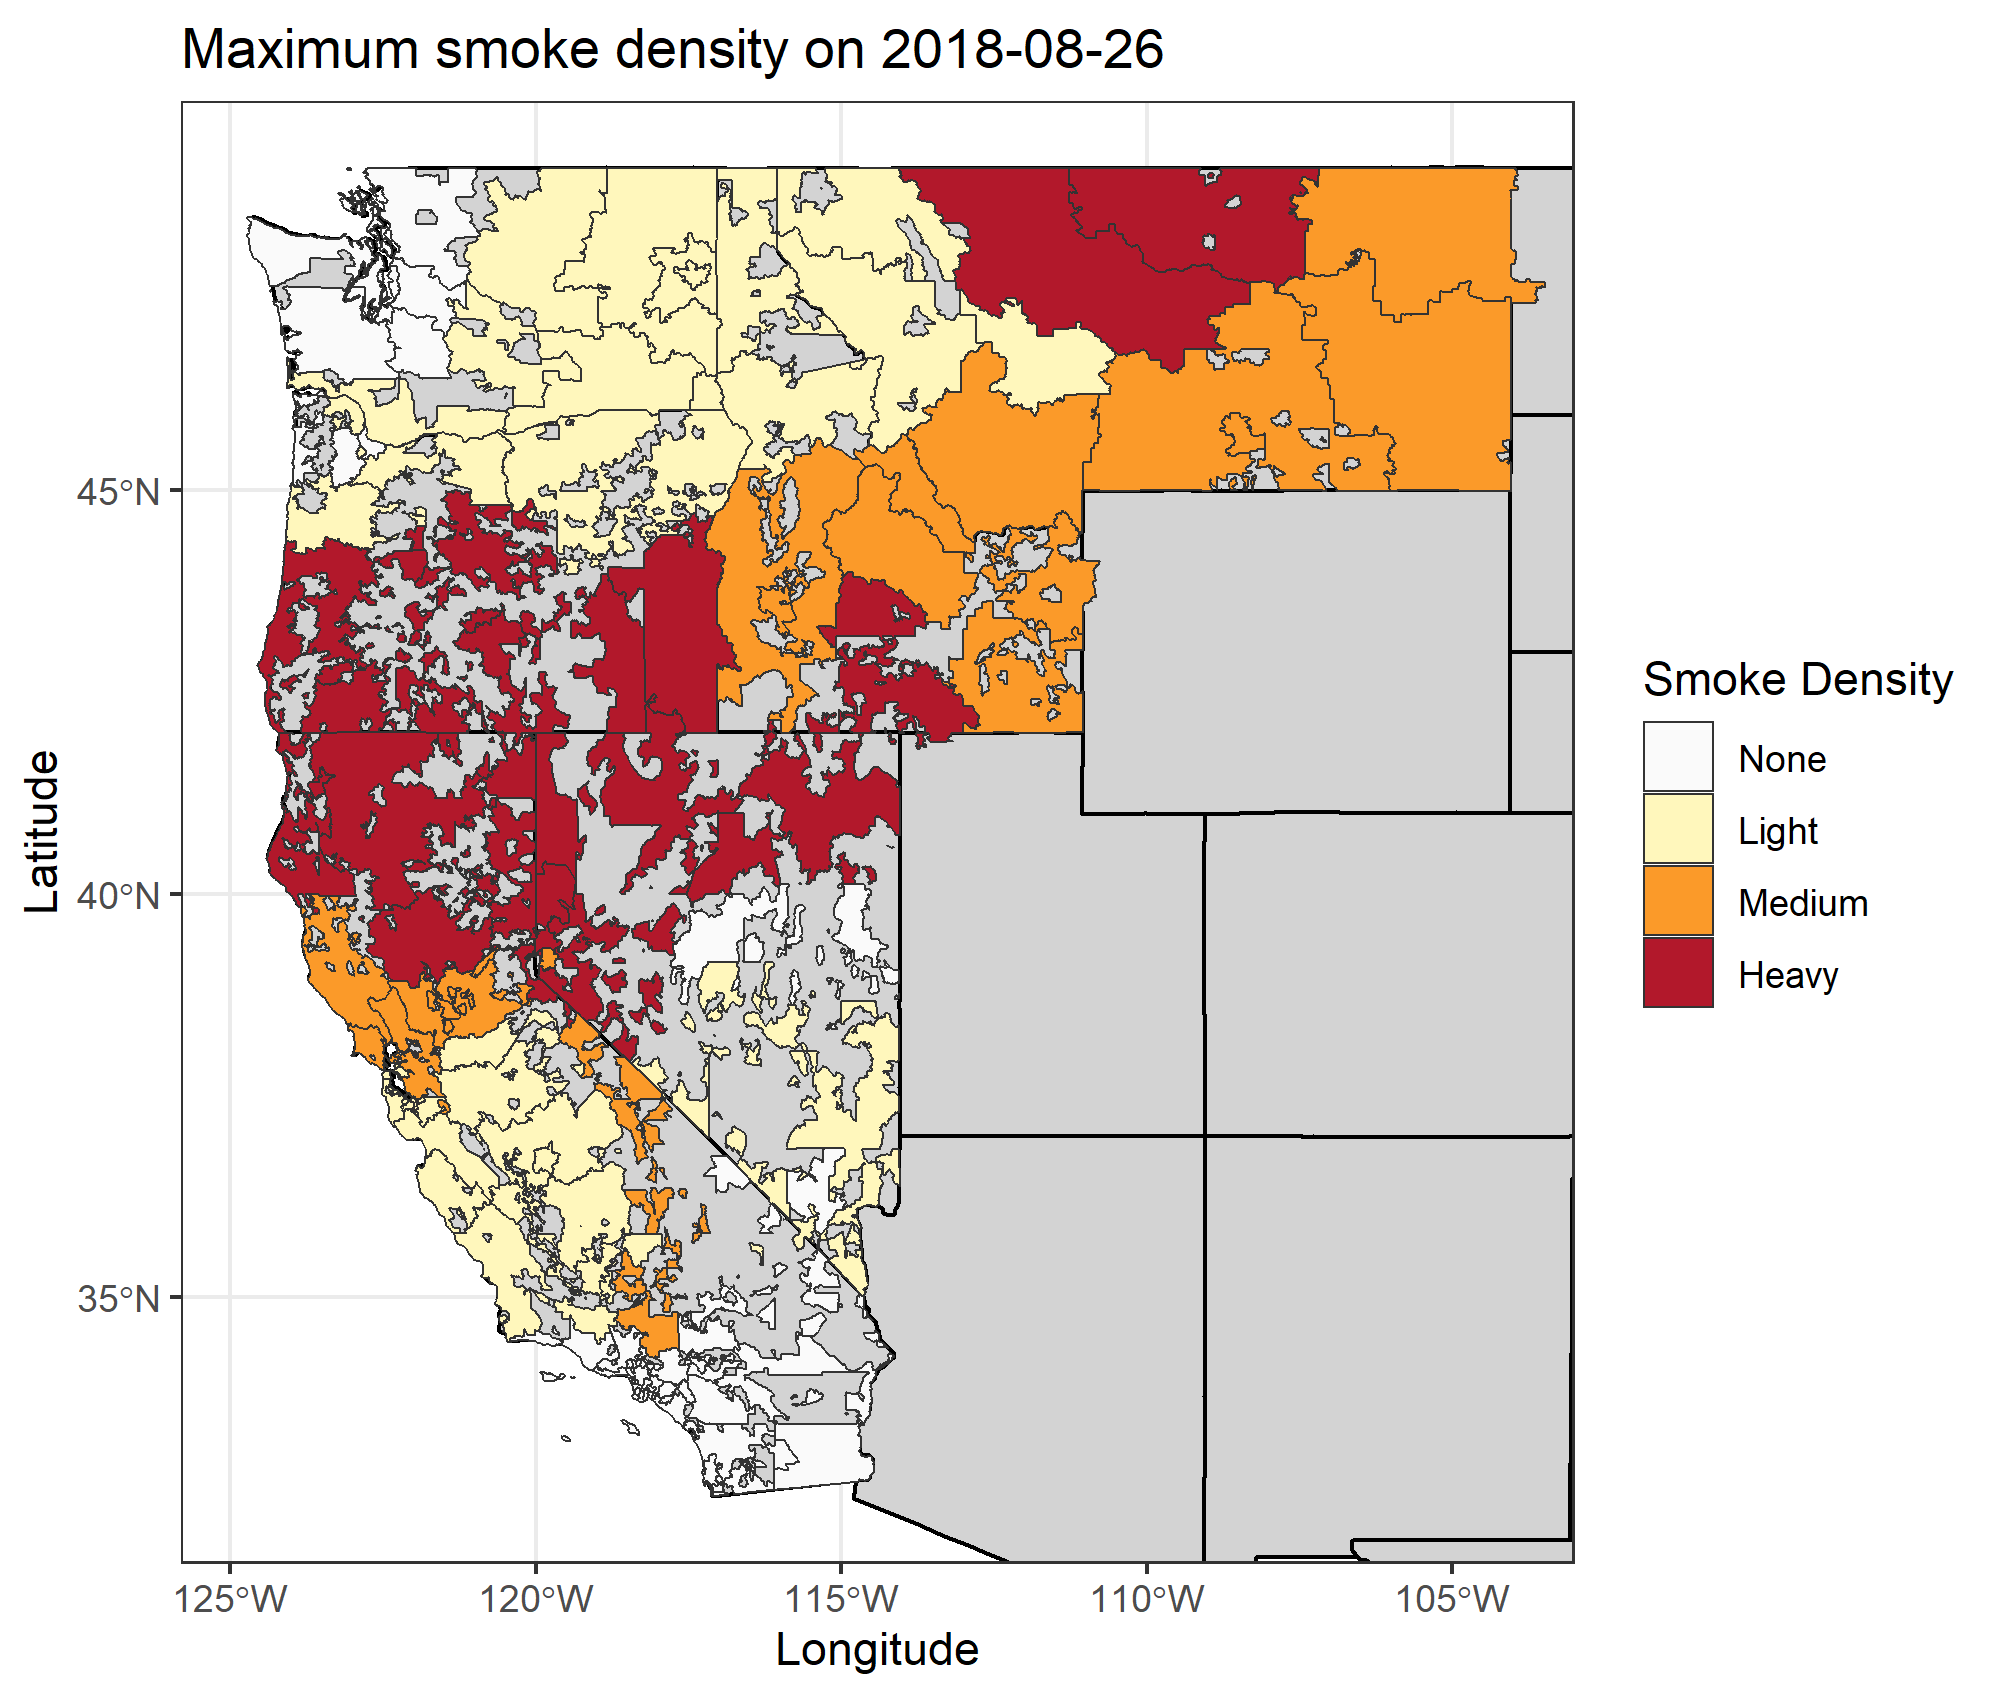 Maximum smoke density on 2018-08-26
Latitude
45°N
40°N
35°N
125°W
120°W
115°W
110°W
105°W
Longitude
Smoke Density
None
Light
Medium
Heavy